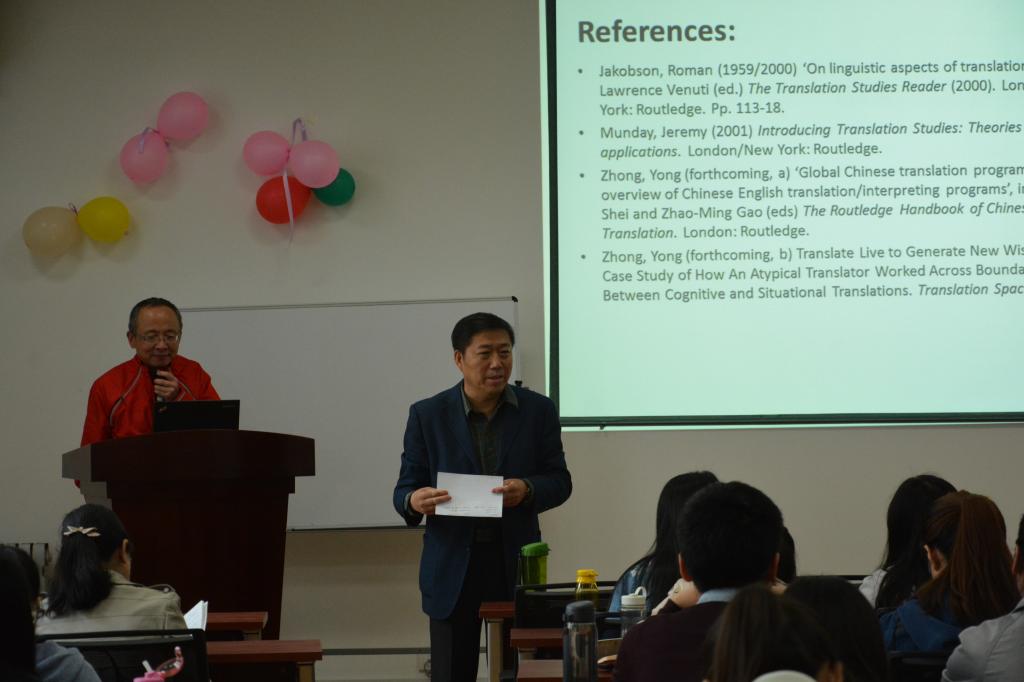 References:
• Jakobson, Roman (1959/2000) ‘On linguistic aspects of translation
Lawrence Venuti (ed.) The Translation Studies Reader (2000). Lon
York: Routledge. Pp. 113-18.
• Munday, Jeremy (2001) Introducing Translation Studies: Theories
applications. London/New York: Routledge.
• Zhong, Yong (forthcoming, a) ‘Global Chinese translation program
overview of Chinese English translation/interpreting programs’, in
Shei and Zhao-Ming Gao (eds) The Routledge Handbook of Chines
Translation. London: Routledge.
• Zhong, Yong (forthcoming, b) Translate Live to Generate New Wis
Case Study of How An Atypical Translator Worked Across Bounda
Between Cognitive and Situational Translations. Translation Spac